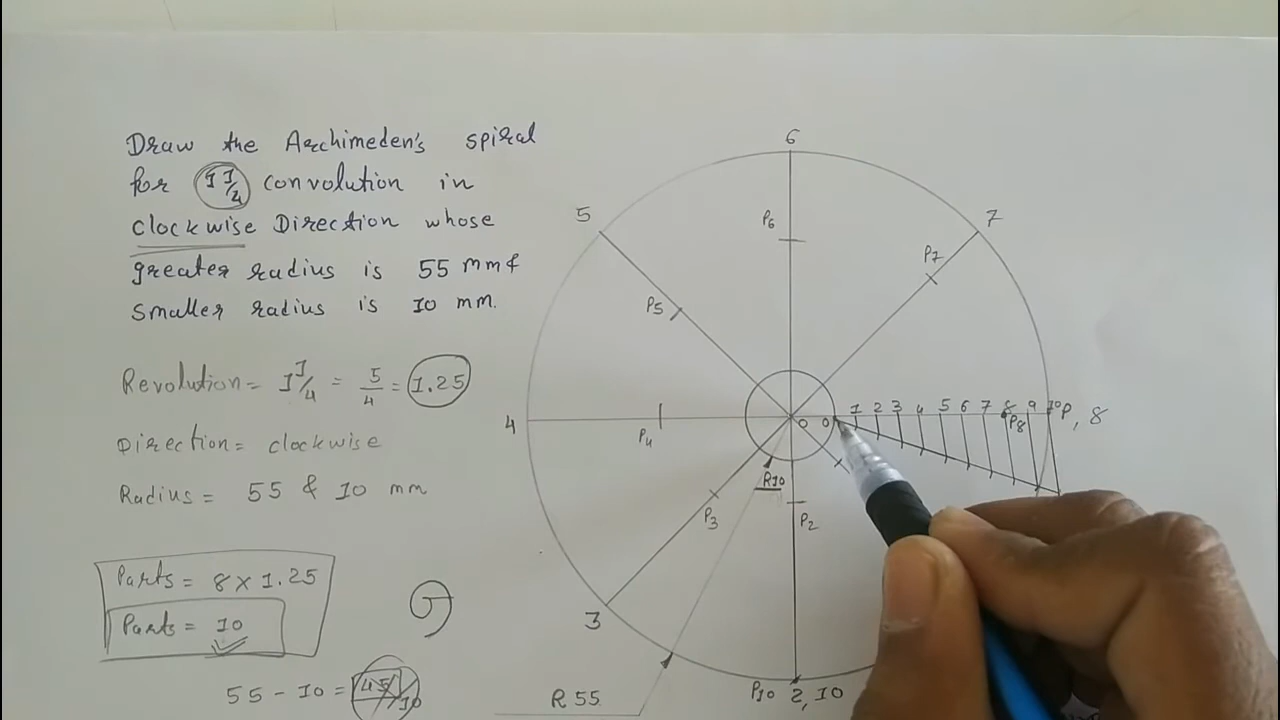 Draw the Archimeden's spiral
for 1 1/4 convolution in
clockwise Direction whose
greater radius is 55 mm &
smaller radius is 10 mm.
Revolution = 1 1/4 = 5/4 = 1.25
Direction = clockwise
Radius = 55 & 10 mm
Parts = 8 x 1.25
Parts = 10
55 - 10 = 45/10
6
5
7
P6
P7
P5
4
P4
O 0 1 2 3 4 5 6 7 8 9 10 P, 8
P8
R10
P3
P2
3
R 55
P10 2, 10